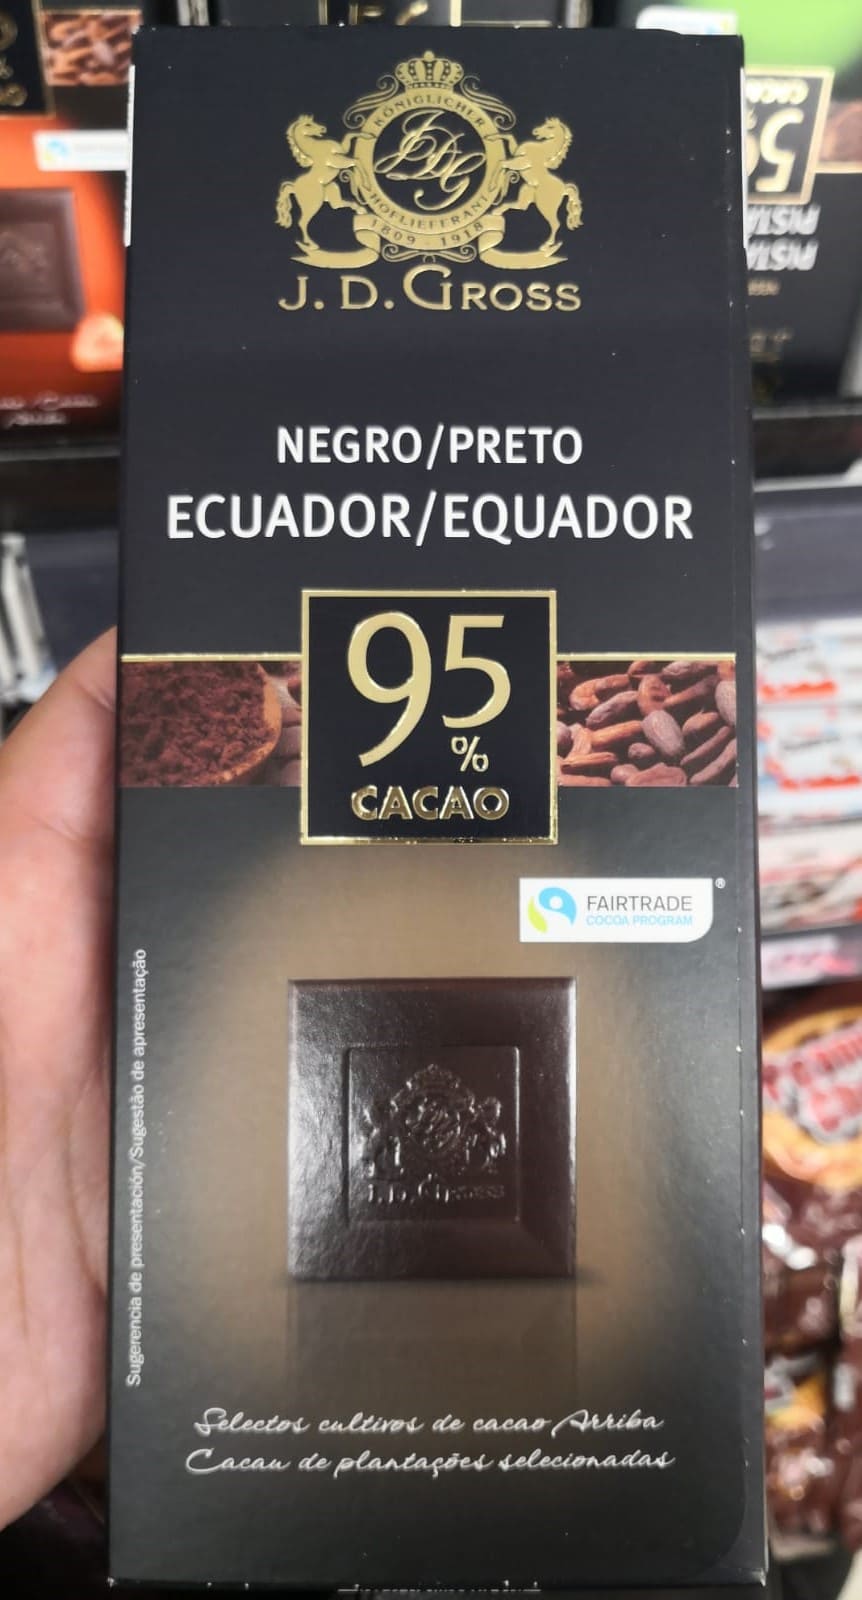 KÖNIGLICHER
JDG
HOFLIEFERANT
1809 - 1918
J. D. GROSS
NEGRO/PRETO
ECUADOR/EQUADOR
95
%
CACAO
FAIRTRADE
COCOA PROGRAM
®
J. D. Gross
Sugerencia de presentación/Sugestão de apresentação
Selectos cultivos de cacao Arriba
Cacau de plantações selecionadas